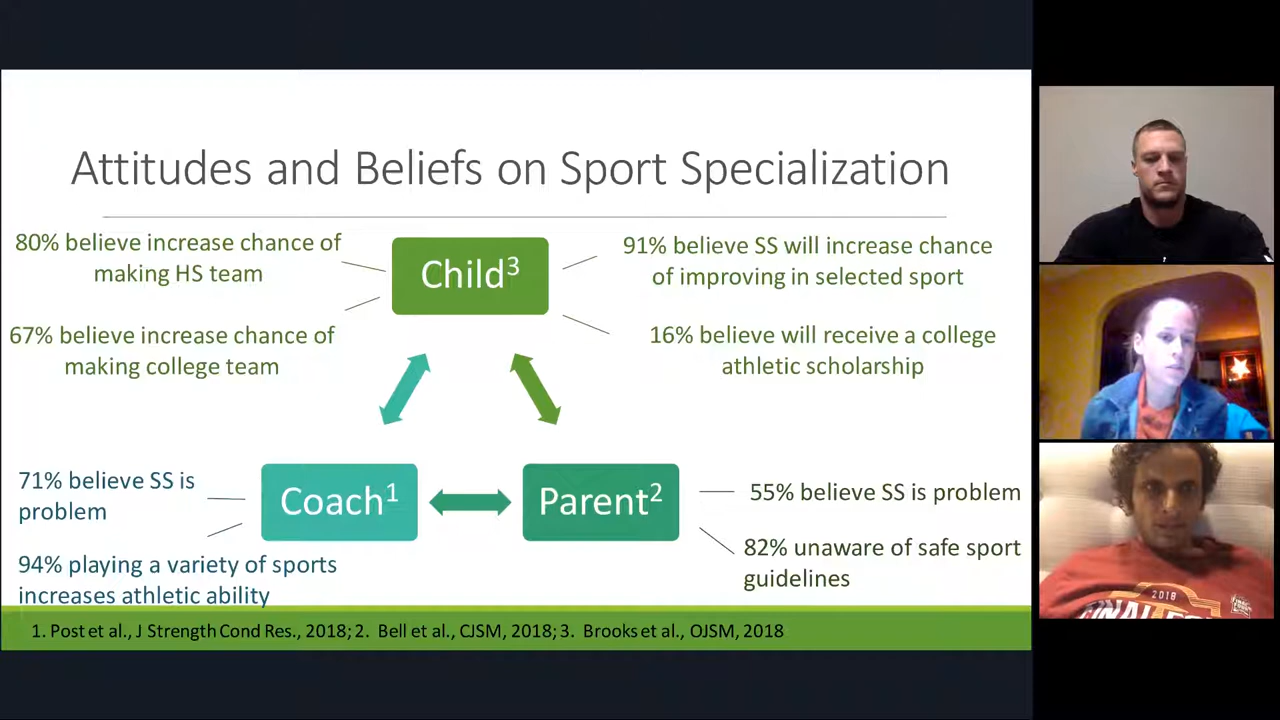 Attitudes and Beliefs on Sport Specialization
80% believe increase chance of
making HS team
67% believe increase chance of
making college team
Child3
91% believe SS will increase chance
of improving in selected sport
16% believe will receive a college
athletic scholarship
71% believe SS is
problem
94% playing a variety of sports
increases athletic ability
Coach1
Parent2
55% believe SS is problem
82% unaware of safe sport
guidelines
1. Post et al., J Strength Cond Res., 2018; 2. Bell et al., CJSM, 2018; 3. Brooks et al., OJSM, 2018
2018